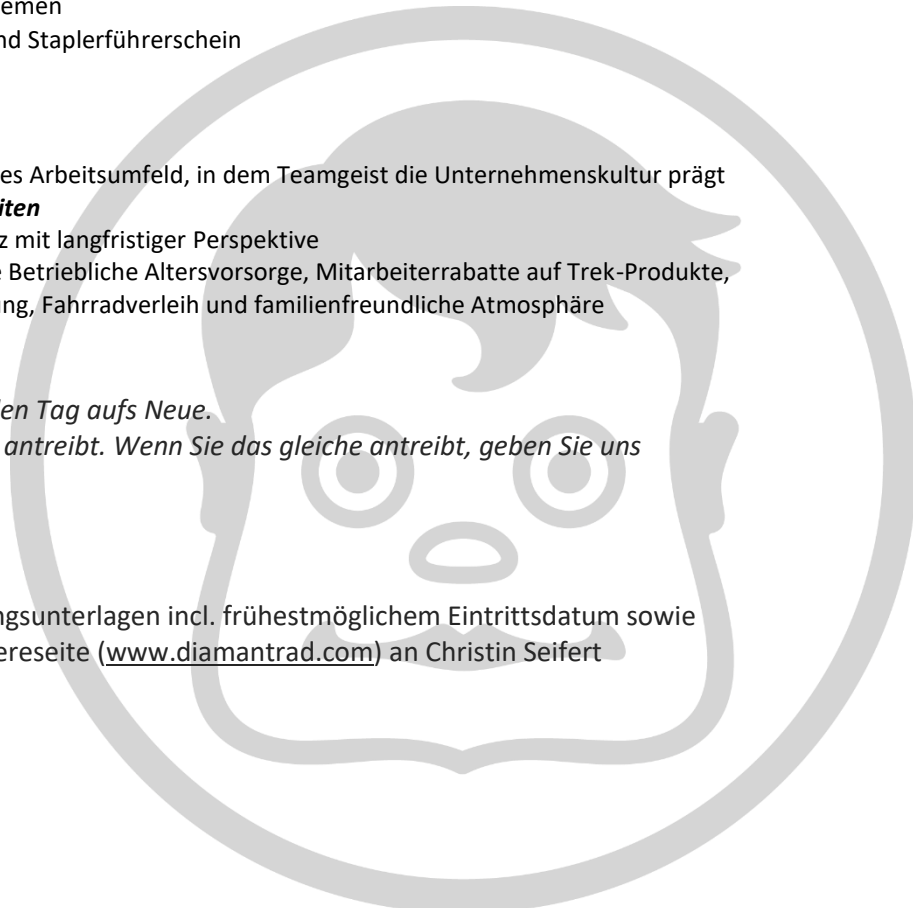 emen
nd Staplerführerschein
es Arbeitsumfeld, in dem Teamgeist die Unternehmenskultur prägt
iten
z mit langfristiger Perspektive
e Betriebliche Altersvorsorge, Mitarbeiterrabatte auf Trek-Produkte,
ung, Fahrradverleih und familienfreundliche Atmosphäre
len Tag aufs Neue.
antreibt. Wenn Sie das gleiche antreibt, geben Sie uns
ngsunterlagen incl. frühestmöglichem Eintrittsdatum sowie
ereseite (www.diamantrad.com) an Christin Seifert